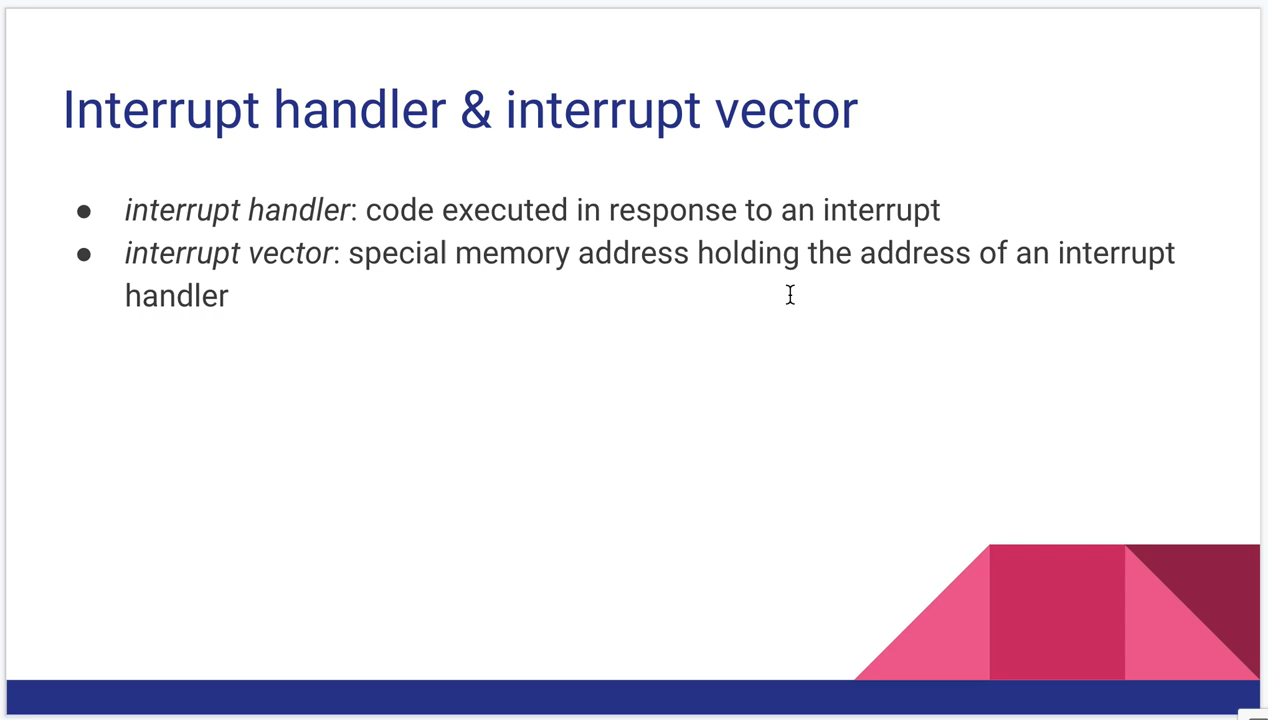 Interrupt handler & interrupt vector
● interrupt handler: code executed in response to an interrupt
● interrupt vector: special memory address holding the address of an interrupt
handler